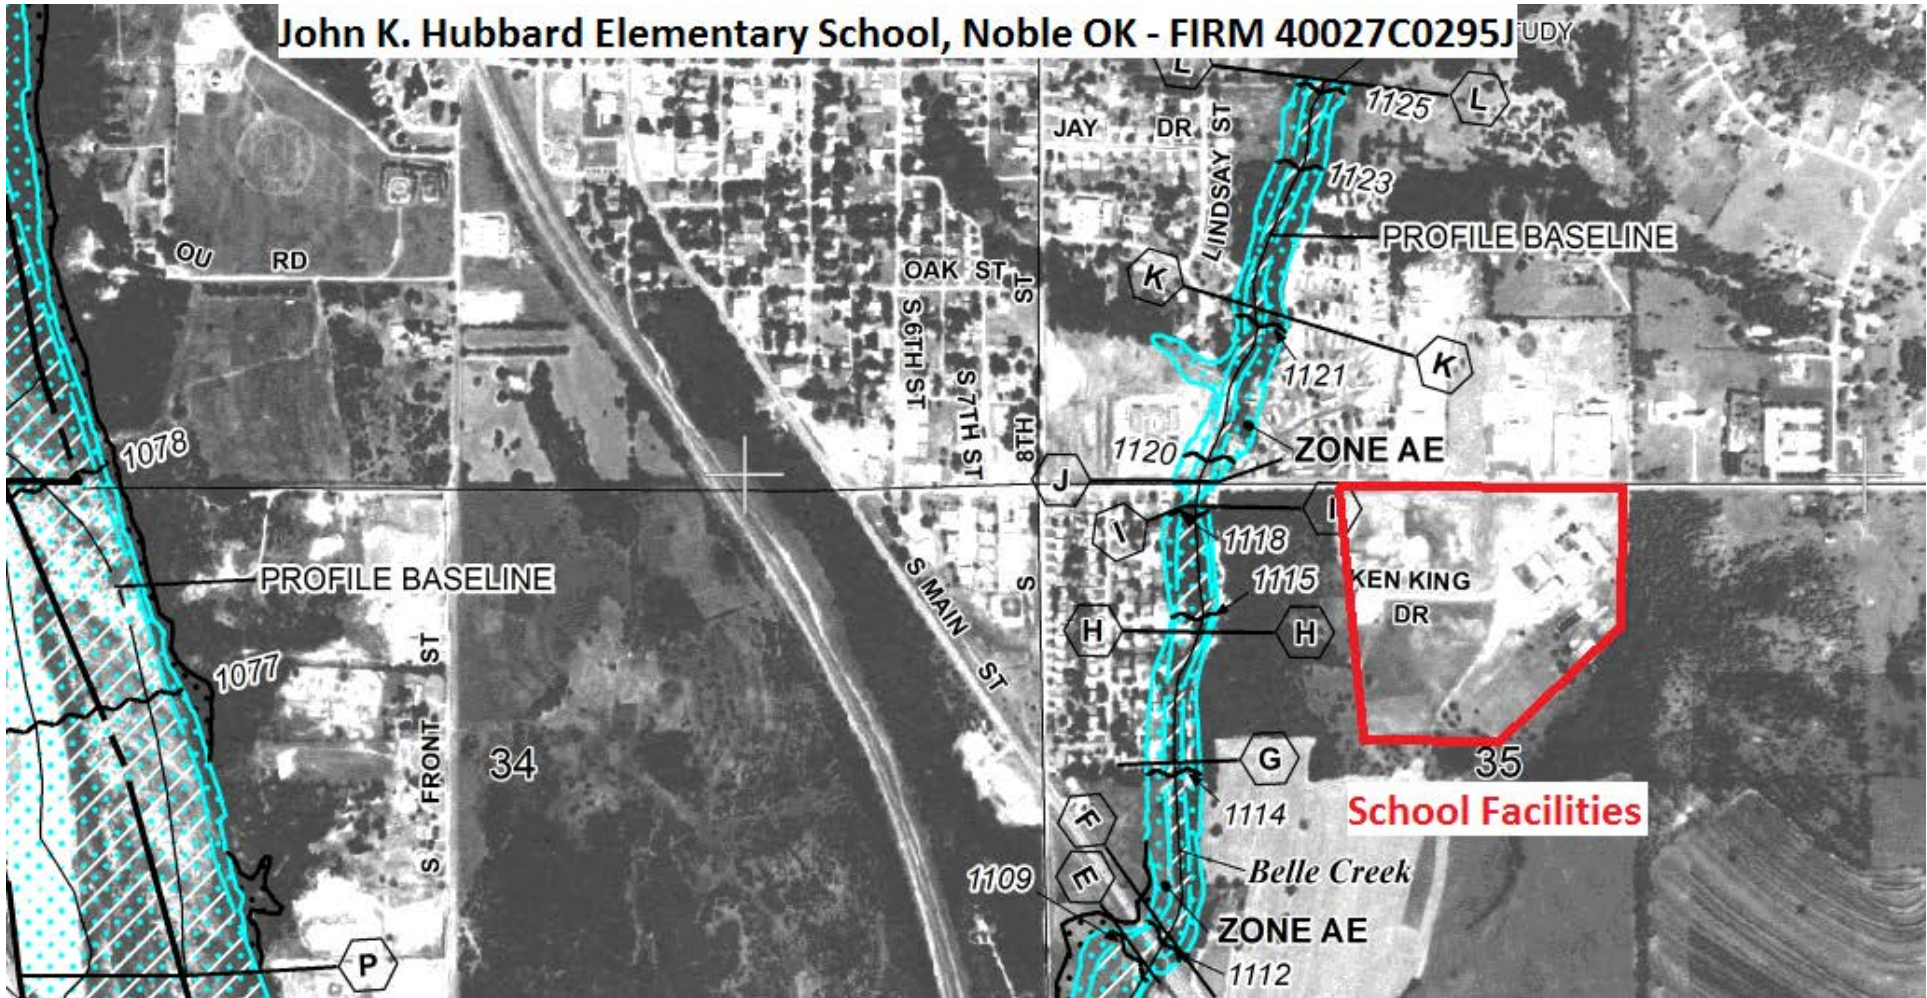 John K. Hubbard Elementary School, Noble OK - FIRM 40027C0295J
UDY
L
1125
L
JAY DR
LINDSAY ST
1123
PROFILE BASELINE
OU RD
OAK ST
S 6TH ST
S 7TH ST
S 8TH ST
K
1121
K
1078
1120
ZONE AE
J
I
1118
I
PROFILE BASELINE
1115
KEN KING
DR
S MAIN ST
H
H
1077
S FRONT ST
34
G
35
1114
School Facilities
F
E
1109
Belle Creek
ZONE AE
1112
P